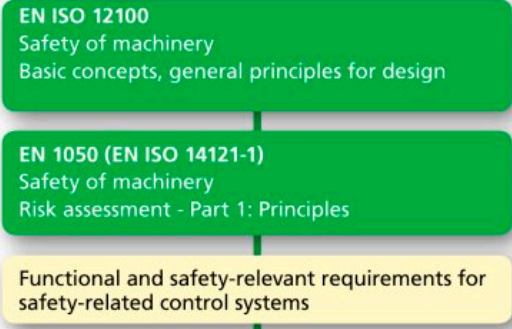 EN ISO 12100
Safety of machinery
Basic concepts, general principles for design
EN 1050 (EN ISO 14121-1)
Safety of machinery
Risk assessment - Part 1: Principles
Functional and safety-relevant requirements for
safety-related control systems